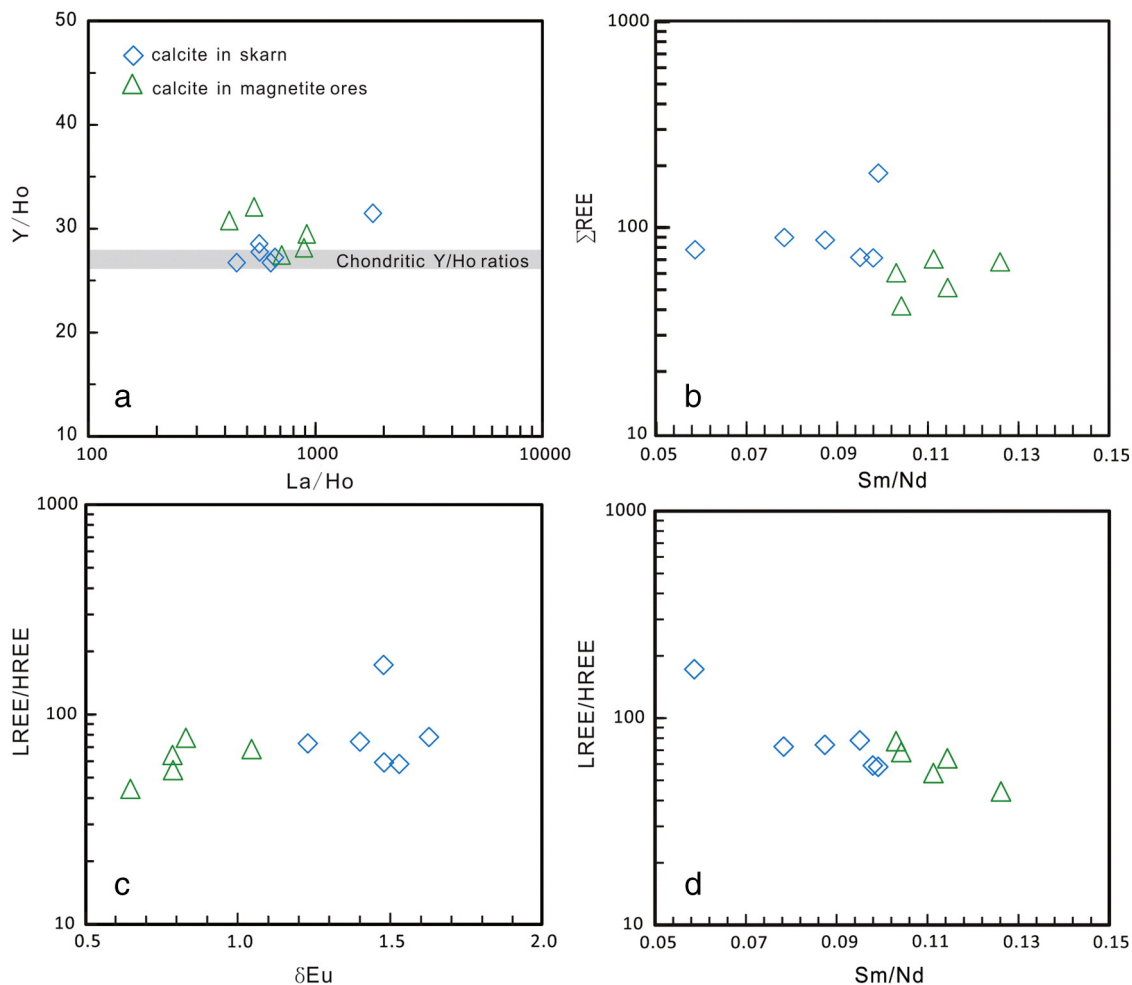 50
40
30
20
10
Y/Ho
calcite in skarn
calcite in magnetite ores
Chondritic Y/Ho ratios
a
100
1000
10000
La/Ho
1000
100
10
ΣREE
b
0.05
0.07
0.09
0.11
0.13
0.15
Sm/Nd
1000
100
10
LREE/HREE
c
0.5
1.0
1.5
2.0
δEu
1000
100
10
LREE/HREE
d
0.05
0.07
0.09
0.11
0.13
0.15
Sm/Nd